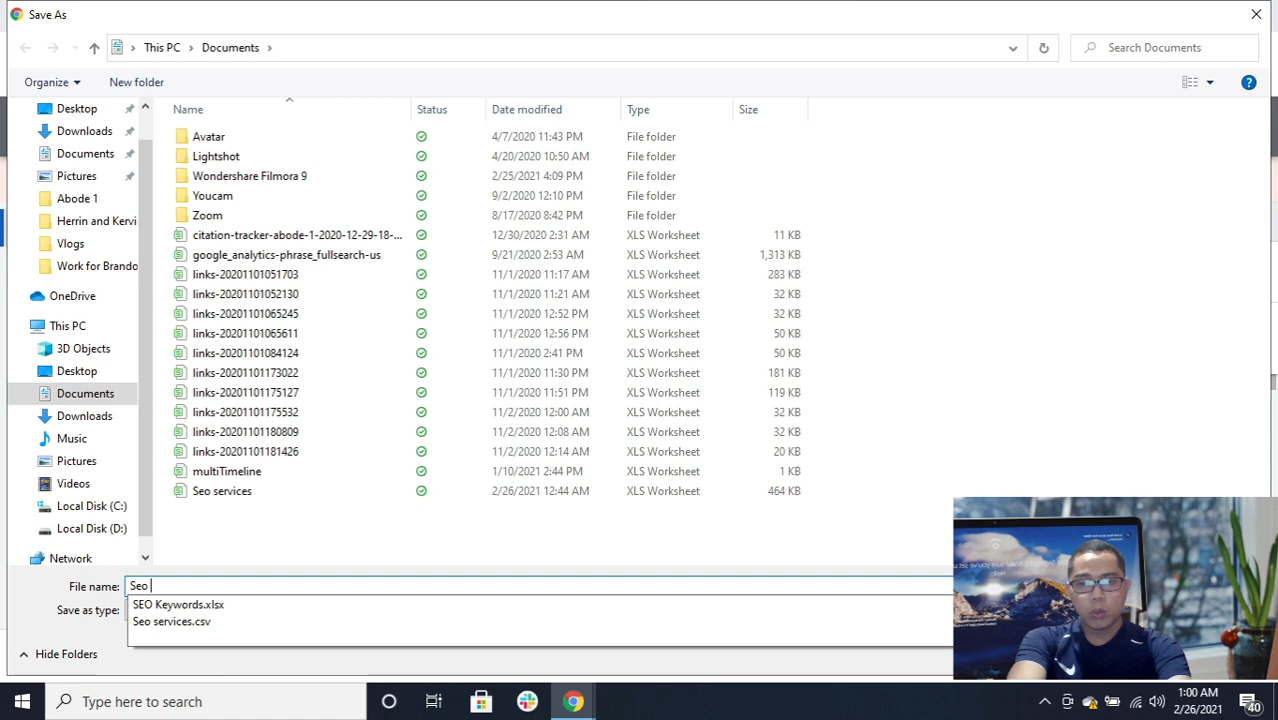 Save As
This PC
Documents
Search Documents
Organize
New folder
Name
Status
Date modified
Type
Size
Desktop
Downloads
Documents
Pictures
Abode 1
Herrin and Kervi
Vlogs
Work for Brando
OneDrive
This PC
3D Objects
Desktop
Documents
Downloads
Music
Pictures
Videos
Local Disk (C:)
Local Disk (D:)
Network
Avatar 4/7/2020 11:43 PM File folder
Lightshot 4/20/2020 10:50 AM File folder
Wondershare Filmora 9 2/25/2021 4:09 PM File folder
Youcam 9/2/2020 12:10 PM File folder
Zoom 8/17/2020 8:42 PM File folder
citation-tracker-abode-1-2020-12-29-18-... 12/30/2020 2:31 AM XLS Worksheet 11 KB
google_analytics-phrase_fullsearch-us 9/21/2020 2:53 AM XLS Worksheet 1,313 KB
links-20201101051703 11/1/2020 11:17 AM XLS Worksheet 283 KB
links-20201101052130 11/1/2020 11:21 AM XLS Worksheet 32 KB
links-20201101065245 11/1/2020 12:52 PM XLS Worksheet 32 KB
links-20201101065611 11/1/2020 12:56 PM XLS Worksheet 50 KB
links-20201101084124 11/1/2020 2:41 PM XLS Worksheet 50 KB
links-20201101173022 11/1/2020 11:30 PM XLS Worksheet 181 KB
links-20201101175127 11/1/2020 11:51 PM XLS Worksheet 119 KB
links-20201101175532 11/2/2020 12:00 AM XLS Worksheet 32 KB
links-20201101180809 11/2/2020 12:08 AM XLS Worksheet 32 KB
links-20201101181426 11/2/2020 12:14 AM XLS Worksheet 20 KB
multiTimeline 1/10/2021 2:44 PM XLS Worksheet 1 KB
Seo services 2/26/2021 12:44 AM XLS Worksheet 464 KB
File name: Seo
SEO Keywords.xlsx
Save as type:
Seo services.csv
Hide Folders
Type here to search
1:00 AM
2/26/2021
40